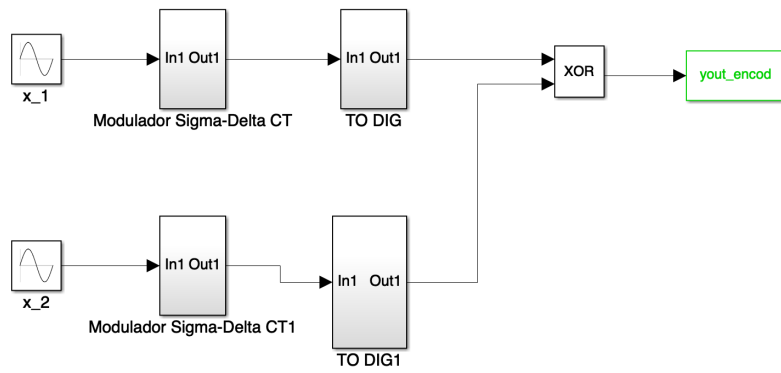 In1 Out1
In1 Out1
XOR
yout_encod
x_1
Modulador Sigma-Delta CT
TO DIG
In1 Out1
In1 Out1
x_2
Modulador Sigma-Delta CT1
TO DIG1